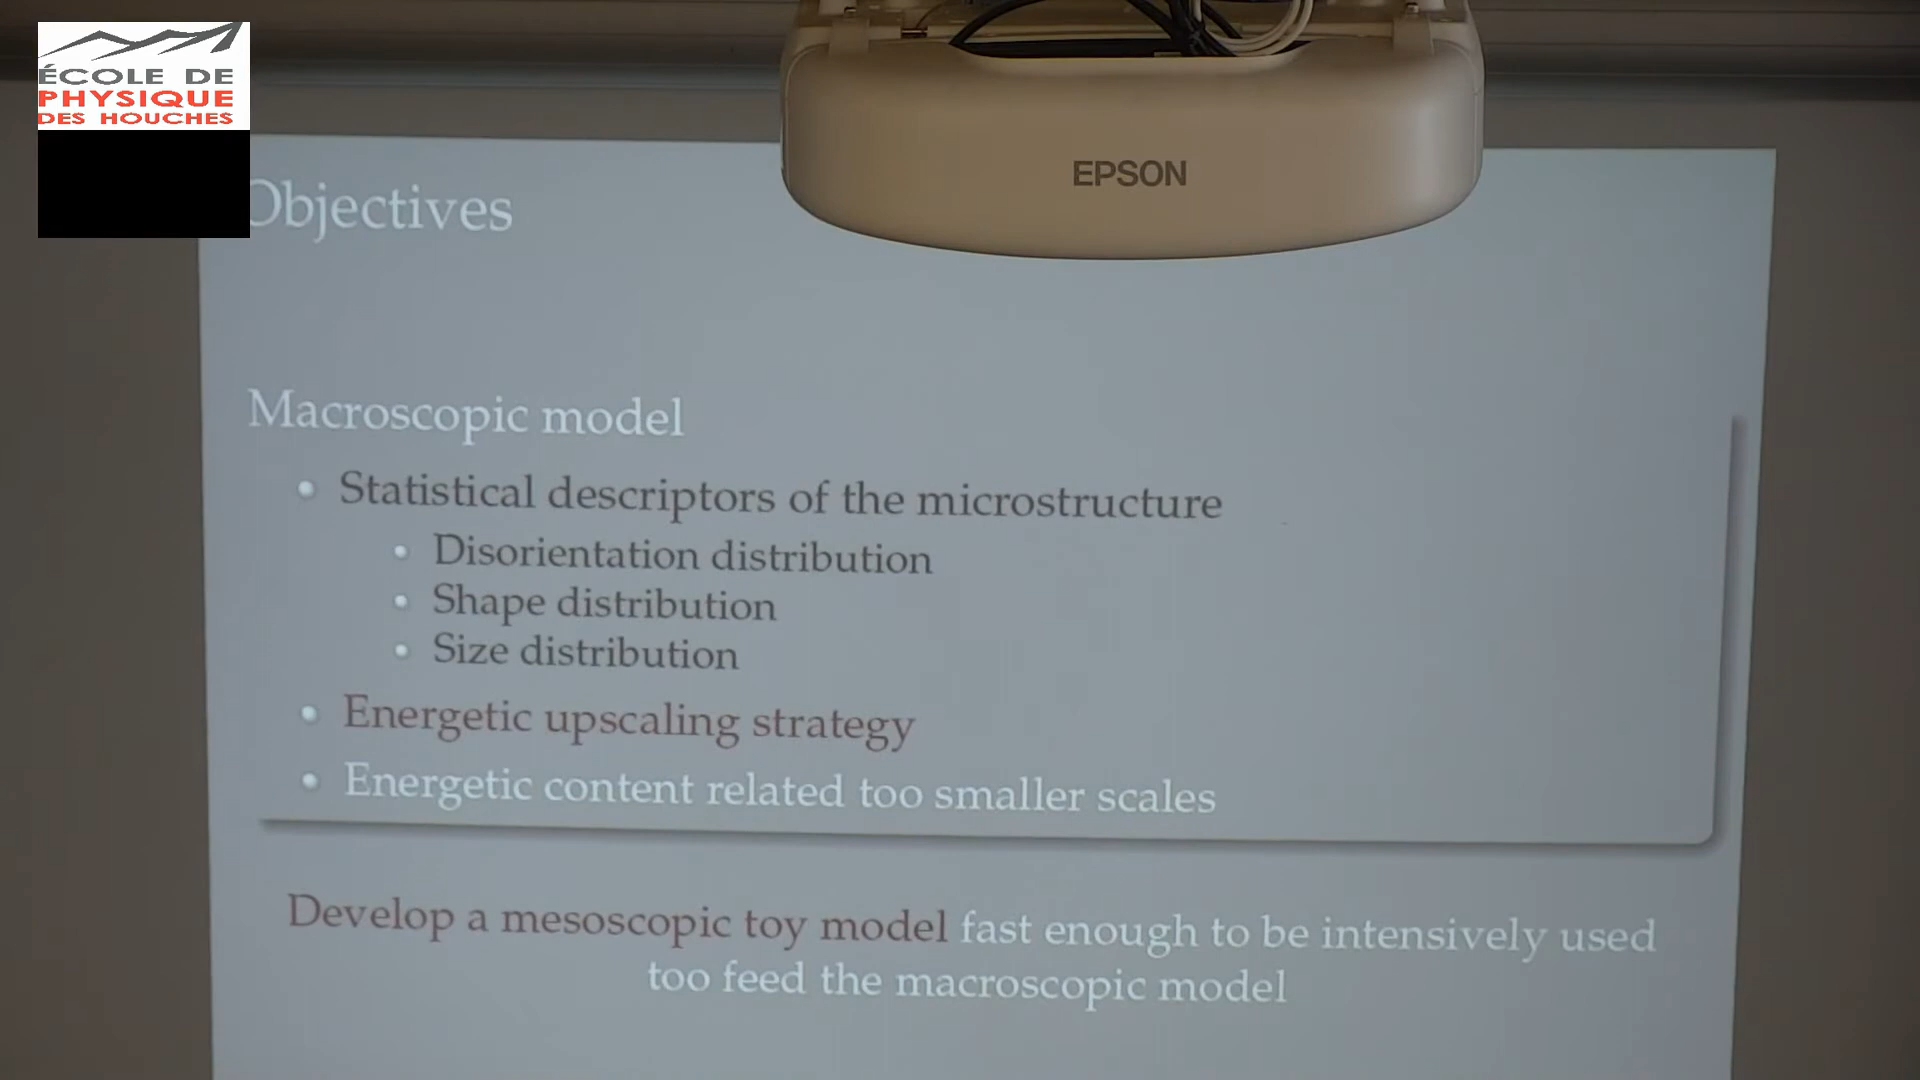 ÉCOLE DE
PHYSIQUE
DES HOUCHES
EPSON
Objectives
Macroscopic model
Statistical descriptors of the microstructure
Disorientation distribution
Shape distribution
Size distribution
Energetic upscaling strategy
Energetic content related too smaller scales
Develop a mesoscopic toy model fast enough to be intensively used
too feed the macroscopic model